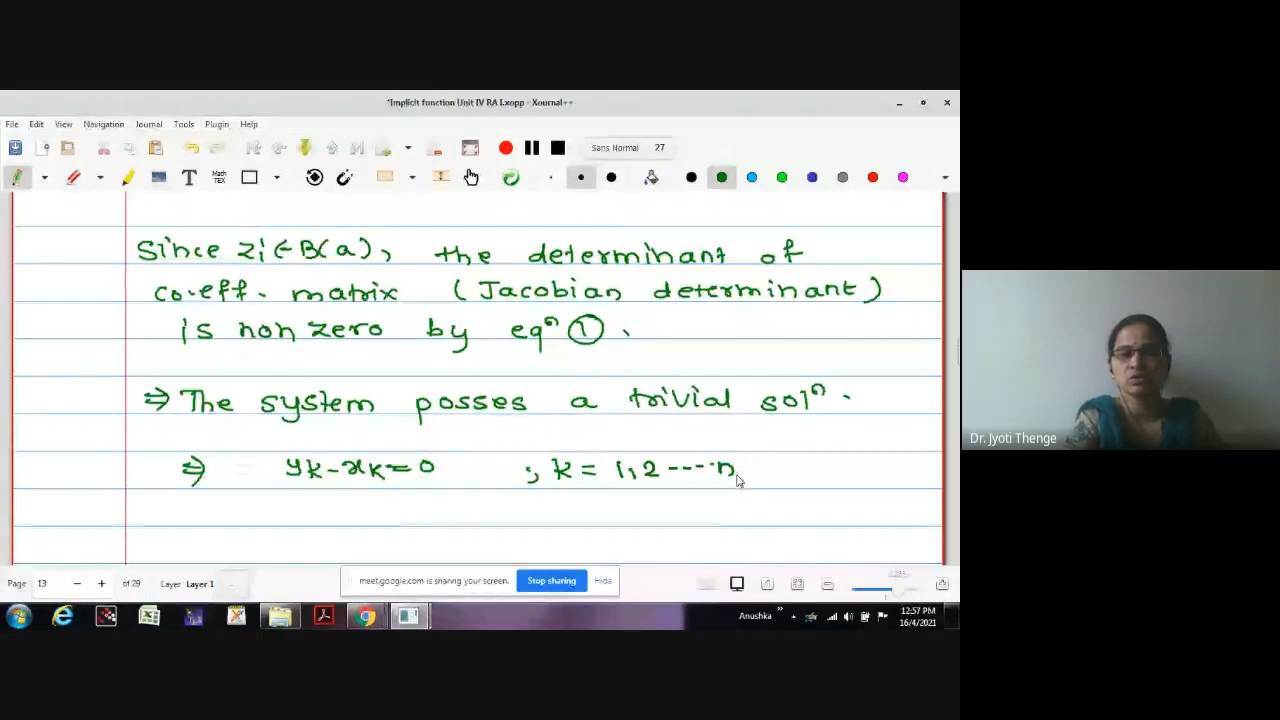 *Implicit function Unit IV RA I.xopp - Xournal++
File Edit View Navigation Journal Tools Plugin Help
Sans Normal 27
T Math TEX
Since zi ∈ B(a), the determinant of
co.eff. matrix (Jacobian determinant)
is non zero by eqⁿ ① .
⇒ The system posses a trivial solⁿ .
⇒ yk - xk = 0 ; k = 1,2 ----- n
Page 13 of 29 Layer Layer 1
meet.google.com is sharing your screen. Stop sharing Hide
Anushka
12:57 PM
16/4/2021
Dr. Jyoti Thenge